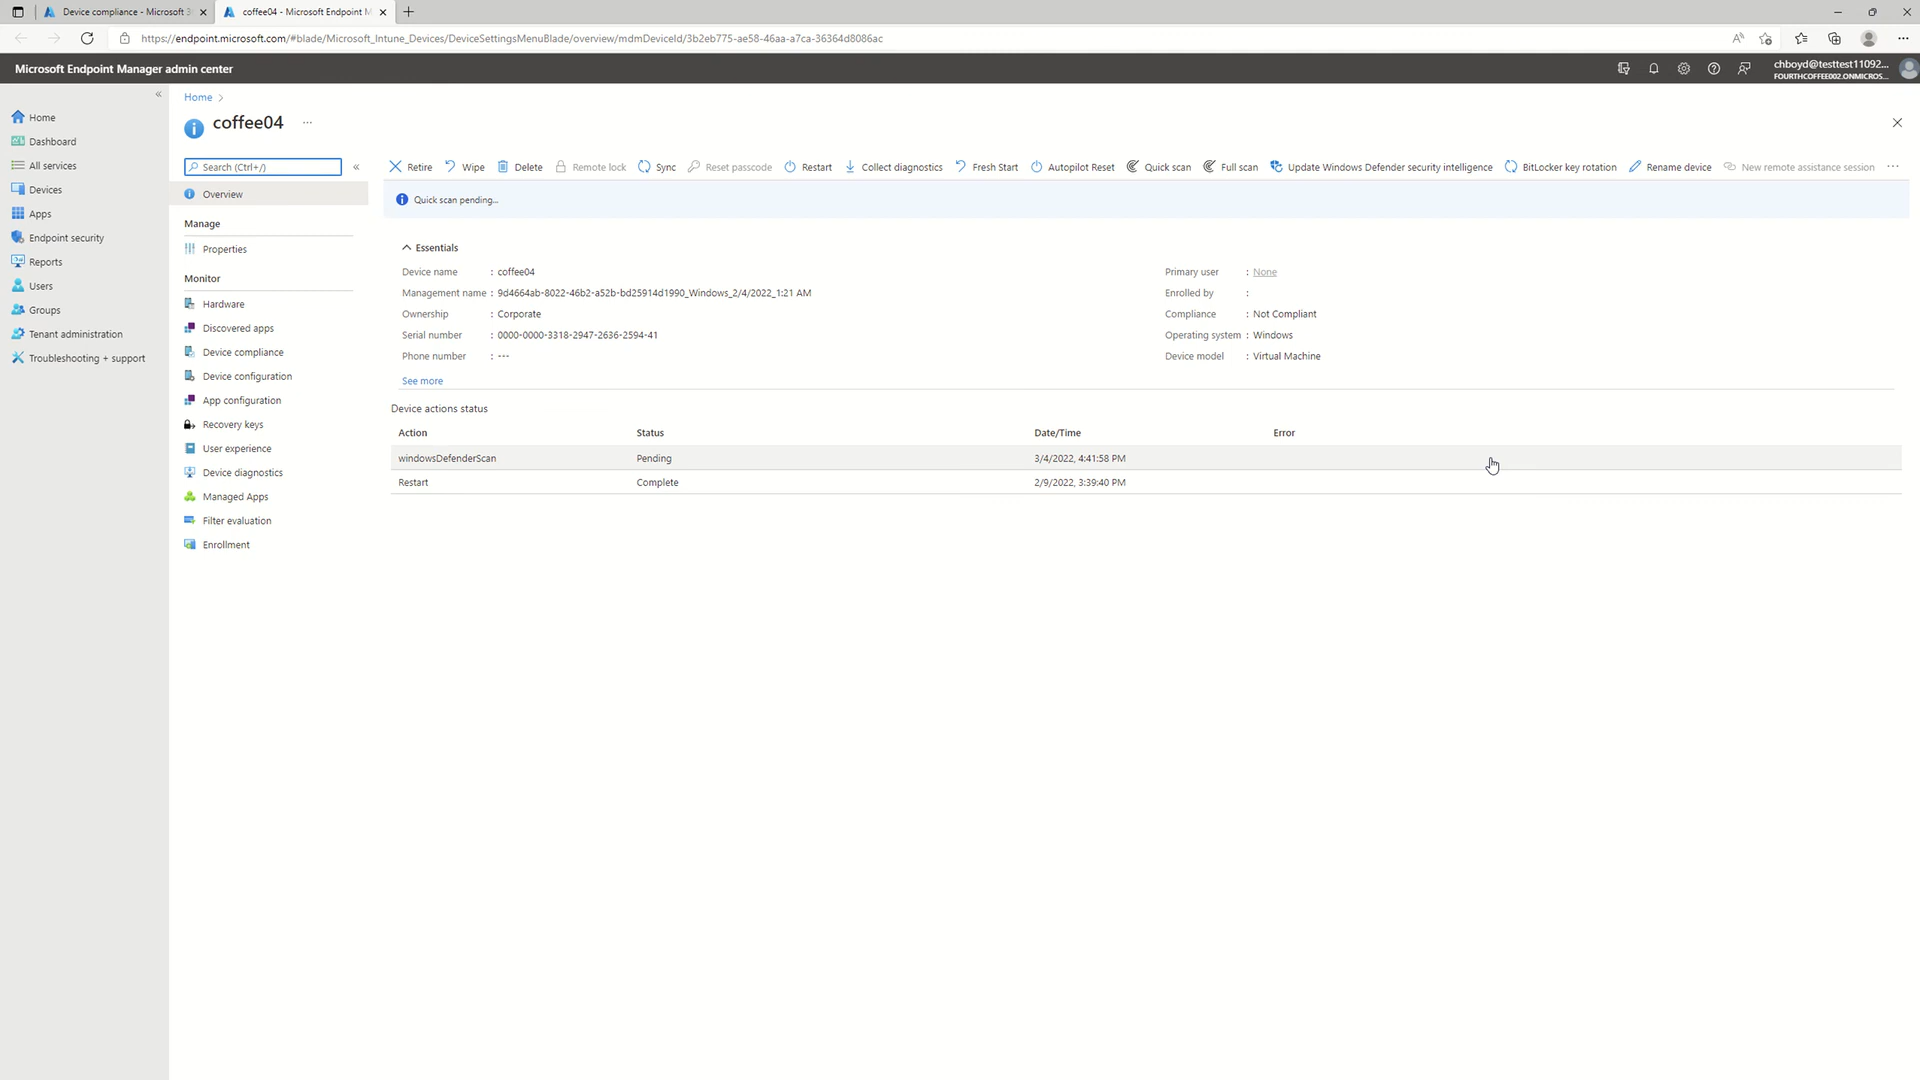 Device compliance - Microsoft 3
coffee04 - Microsoft Endpoint M
https://endpoint.microsoft.com/#blade/Microsoft_Intune_Devices/DeviceSettingsMenuBlade/overview/mdmDeviceId/3b2eb775-ae58-46aa-a7ca-36364d8086ac
Microsoft Endpoint Manager admin center
chboyd@testtest11092...
FOURTHCOFFEE002.ONMICROS...
Home
Dashboard
All services
Devices
Apps
Endpoint security
Reports
Users
Groups
Tenant administration
Troubleshooting + support
Home >
coffee04 ...
Search (Ctrl+/)
Overview
Manage
Properties
Monitor
Hardware
Discovered apps
Device compliance
Device configuration
App configuration
Recovery keys
User experience
Device diagnostics
Managed Apps
Filter evaluation
Enrollment
Retire Wipe Delete Remote lock Sync Reset passcode Restart Collect diagnostics Fresh Start Autopilot Reset Quick scan Full scan Update Windows Defender security intelligence BitLocker key rotation Rename device New remote assistance session ...
Quick scan pending...
Essentials
Device name : coffee04
Management name : 9d4664ab-8022-46b2-a52b-bd25914d1990_Windows_2/4/2022_1:21 AM
Ownership : Corporate
Serial number : 0000-0000-3318-2947-2636-2594-41
Phone number : ---
See more
Primary user : None
Enrolled by :
Compliance : Not Compliant
Operating system : Windows
Device model : Virtual Machine
Device actions status
Action Status Date/Time Error
windowsDefenderScan Pending 3/4/2022, 4:41:58 PM
Restart Complete 2/9/2022, 3:39:40 PM